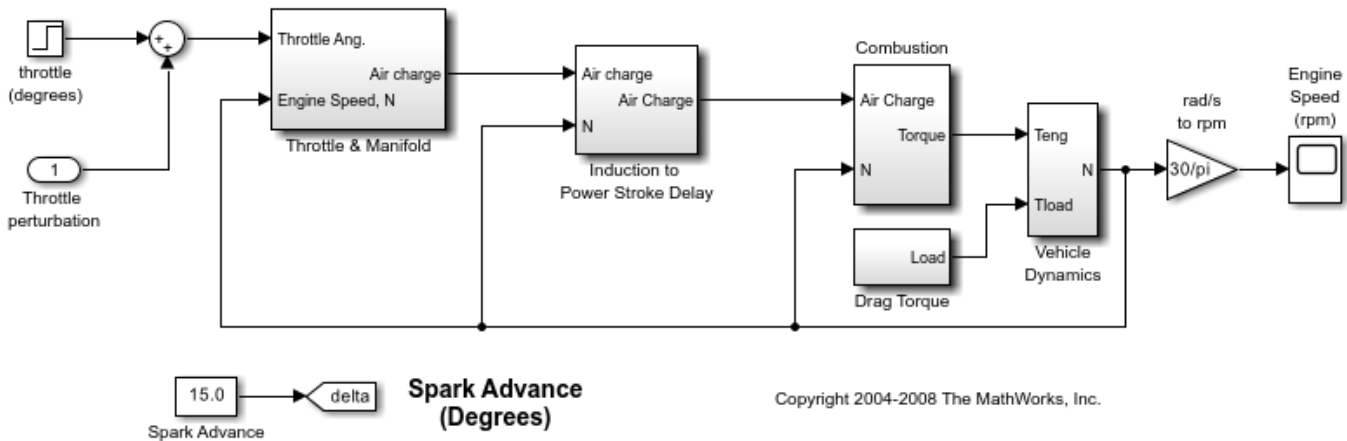 throttle
(degrees)
+
+
1
Throttle
perturbation
Throttle Ang.
Air charge
Engine Speed, N
Throttle & Manifold
Air charge
Air Charge
N
Induction to
Power Stroke Delay
Combustion
Air Charge
Torque
N
Load
Drag Torque
Teng
N
Tload
Vehicle
Dynamics
rad/s
to rpm
30/pi
Engine
Speed
(rpm)
15.0
Spark Advance
delta
Spark Advance
(Degrees)
Copyright 2004-2008 The MathWorks, Inc.